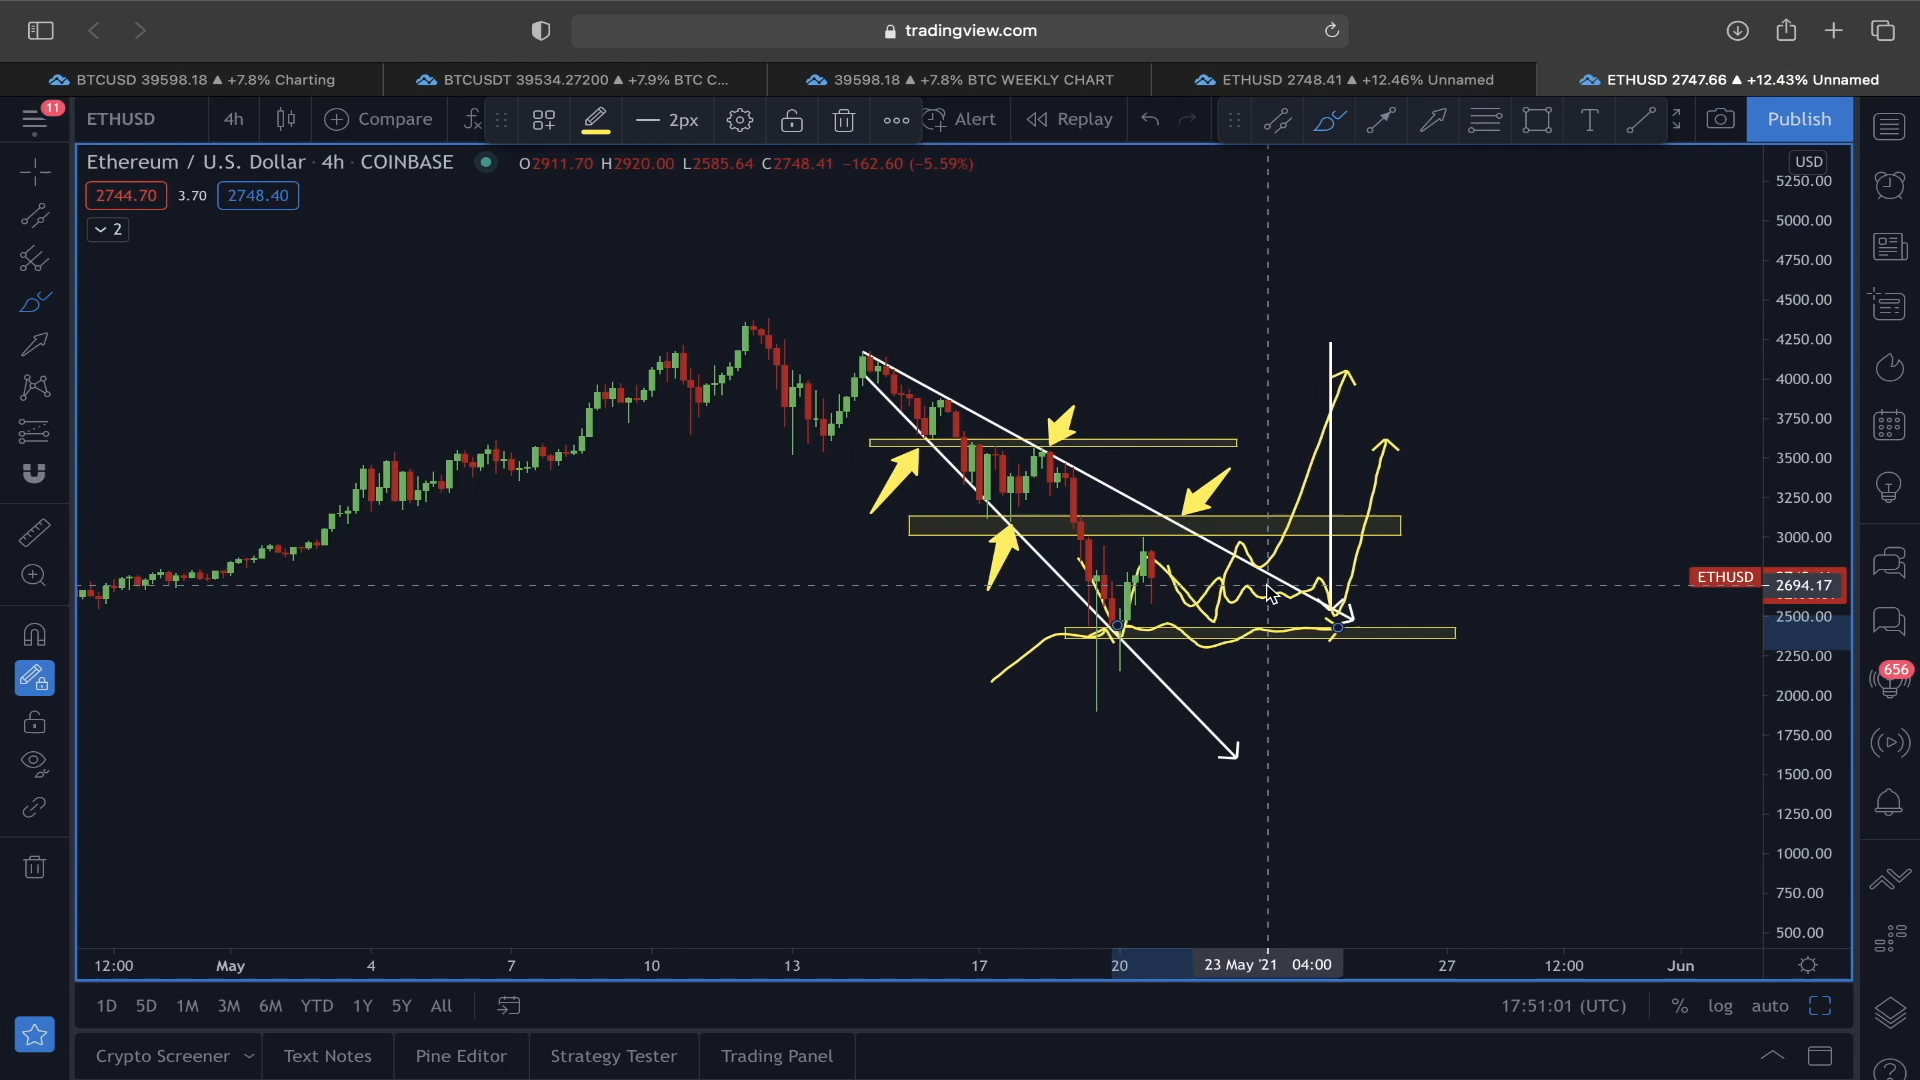 tradingview.com
BTCUSD 39598.18 ▲ +7.8% Charting
BTCUSDT 39534.27200 ▲ +7.9% BTC C...
39598.18 ▲ +7.8% BTC WEEKLY CHART
ETHUSD 2748.41 ▲ +12.46% Unnamed
ETHUSD 2747.66 ▲ +12.43% Unnamed
11
ETHUSD
4h
Compare
2px
Alert
Replay
Publish
Ethereum / U.S. Dollar · 4h · COINBASE
O2911.70 H2920.00 L2585.64 C2748.41 −162.60 (−5.59%)
2744.70
3.70
2748.40
2
USD
5250.00
5000.00
4750.00
4500.00
4250.00
4000.00
3750.00
3500.00
3250.00
3000.00
ETHUSD
2694.17
2500.00
2250.00
2000.00
1750.00
1500.00
1250.00
1000.00
750.00
500.00
656
12:00
May
4
7
10
13
17
20
23 May '21 04:00
27
12:00
Jun
1D
5D
1M
3M
6M
YTD
1Y
5Y
All
17:51:01 (UTC)
%
log
auto
Crypto Screener
Text Notes
Pine Editor
Strategy Tester
Trading Panel